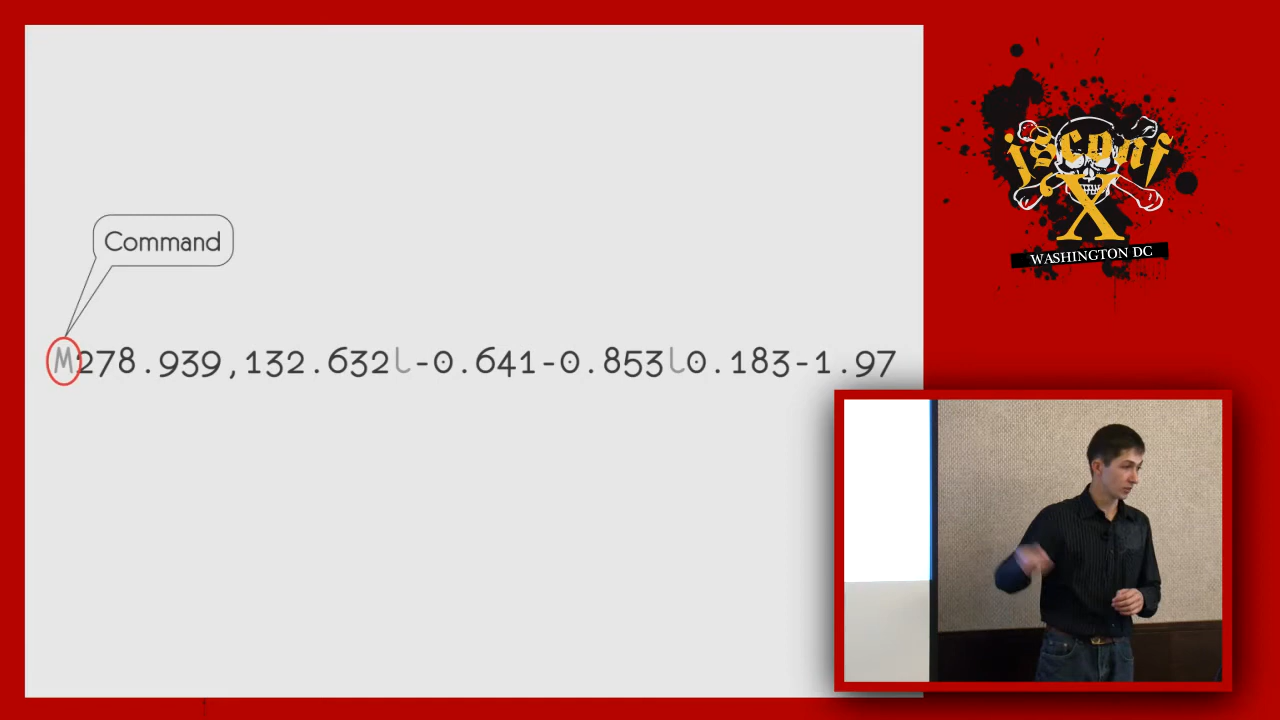 Command
M278.939,132.632l-0.641-0.853l0.183-1.97
jsconf
X
WASHINGTON DC